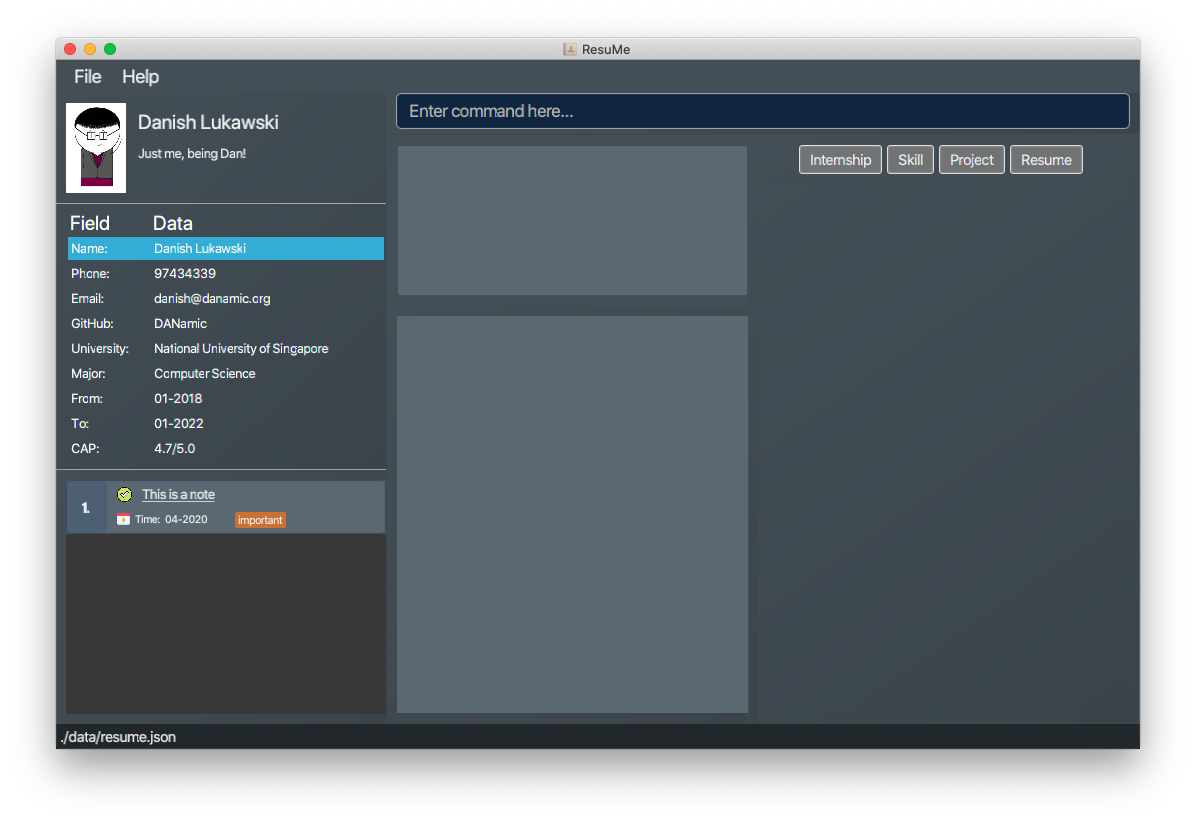 ResuMe
File Help
Danish Lukawski
Just me, being Dan!
Field Data
Name: Danish Lukawski
Phone: 97434339
Email: danish@danamic.org
GitHub: DANamic
University: National University of Singapore
Major: Computer Science
From: 01-2018
To: 01-2022
CAP: 4.7/5.0
1. This is a note
Time: 04-2020 important
Enter command here...
Internship Skill Project Resume
./data/resume.json